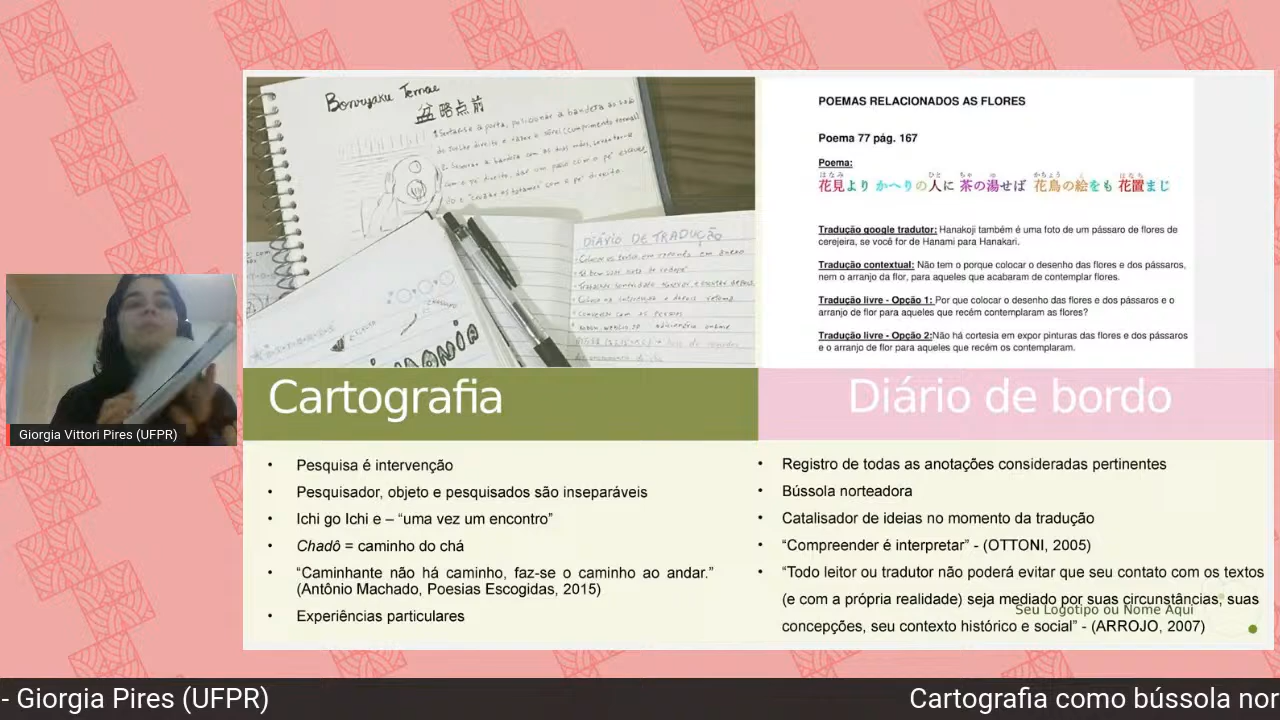 Bonryaku Temae
盆略点前
DIÁRIO DE TRADUÇÃO
POEMAS RELACIONADOS AS FLORES
Poema 77 pág. 167
Poema:
花見より かへりの人に 茶の湯せば 花鳥の絵をも 花置まじ
Tradução google tradutor: Hanakoji também é uma foto de um pássaro de flores de
cerejeira, se você for de Hanami para Hanakari.
Tradução contextual: Não tem o porque colocar o desenho das flores e dos pássaros,
nem o arranjo da flor, para aqueles que acabaram de contemplar flores.
Tradução livre - Opção 1: Por que colocar o desenho das flores e dos pássaros e o
arranjo de flor para aqueles que recém contemplaram as flores?
Tradução livre - Opção 2:Não há cortesia em expor pinturas das flores e dos pássaros
e o arranjo de flor para aqueles que recém os contemplaram.
Cartografia
Diário de bordo
• Pesquisa é intervenção
• Pesquisador, objeto e pesquisados são inseparáveis
• Ichi go Ichi e – “uma vez um encontro”
• Chadô = caminho do chá
• “Caminhante não há caminho, faz-se o caminho ao andar.”
(Antônio Machado, Poesias Escogidas, 2015)
• Experiências particulares
• Registro de todas as anotações consideradas pertinentes
• Bússola norteadora
• Catalisador de ideias no momento da tradução
• “Compreender é interpretar” - (OTTONI, 2005)
• “Todo leitor ou tradutor não poderá evitar que seu contato com os textos
(e com a própria realidade) seja mediado por suas circunstâncias, suas
concepções, seu contexto histórico e social” - (ARROJO, 2007)
Seu Logotipo ou Nome Aqui
Giorgia Vittori Pires (UFPR)
- Giorgia Pires (UFPR)
Cartografia como bússola nor